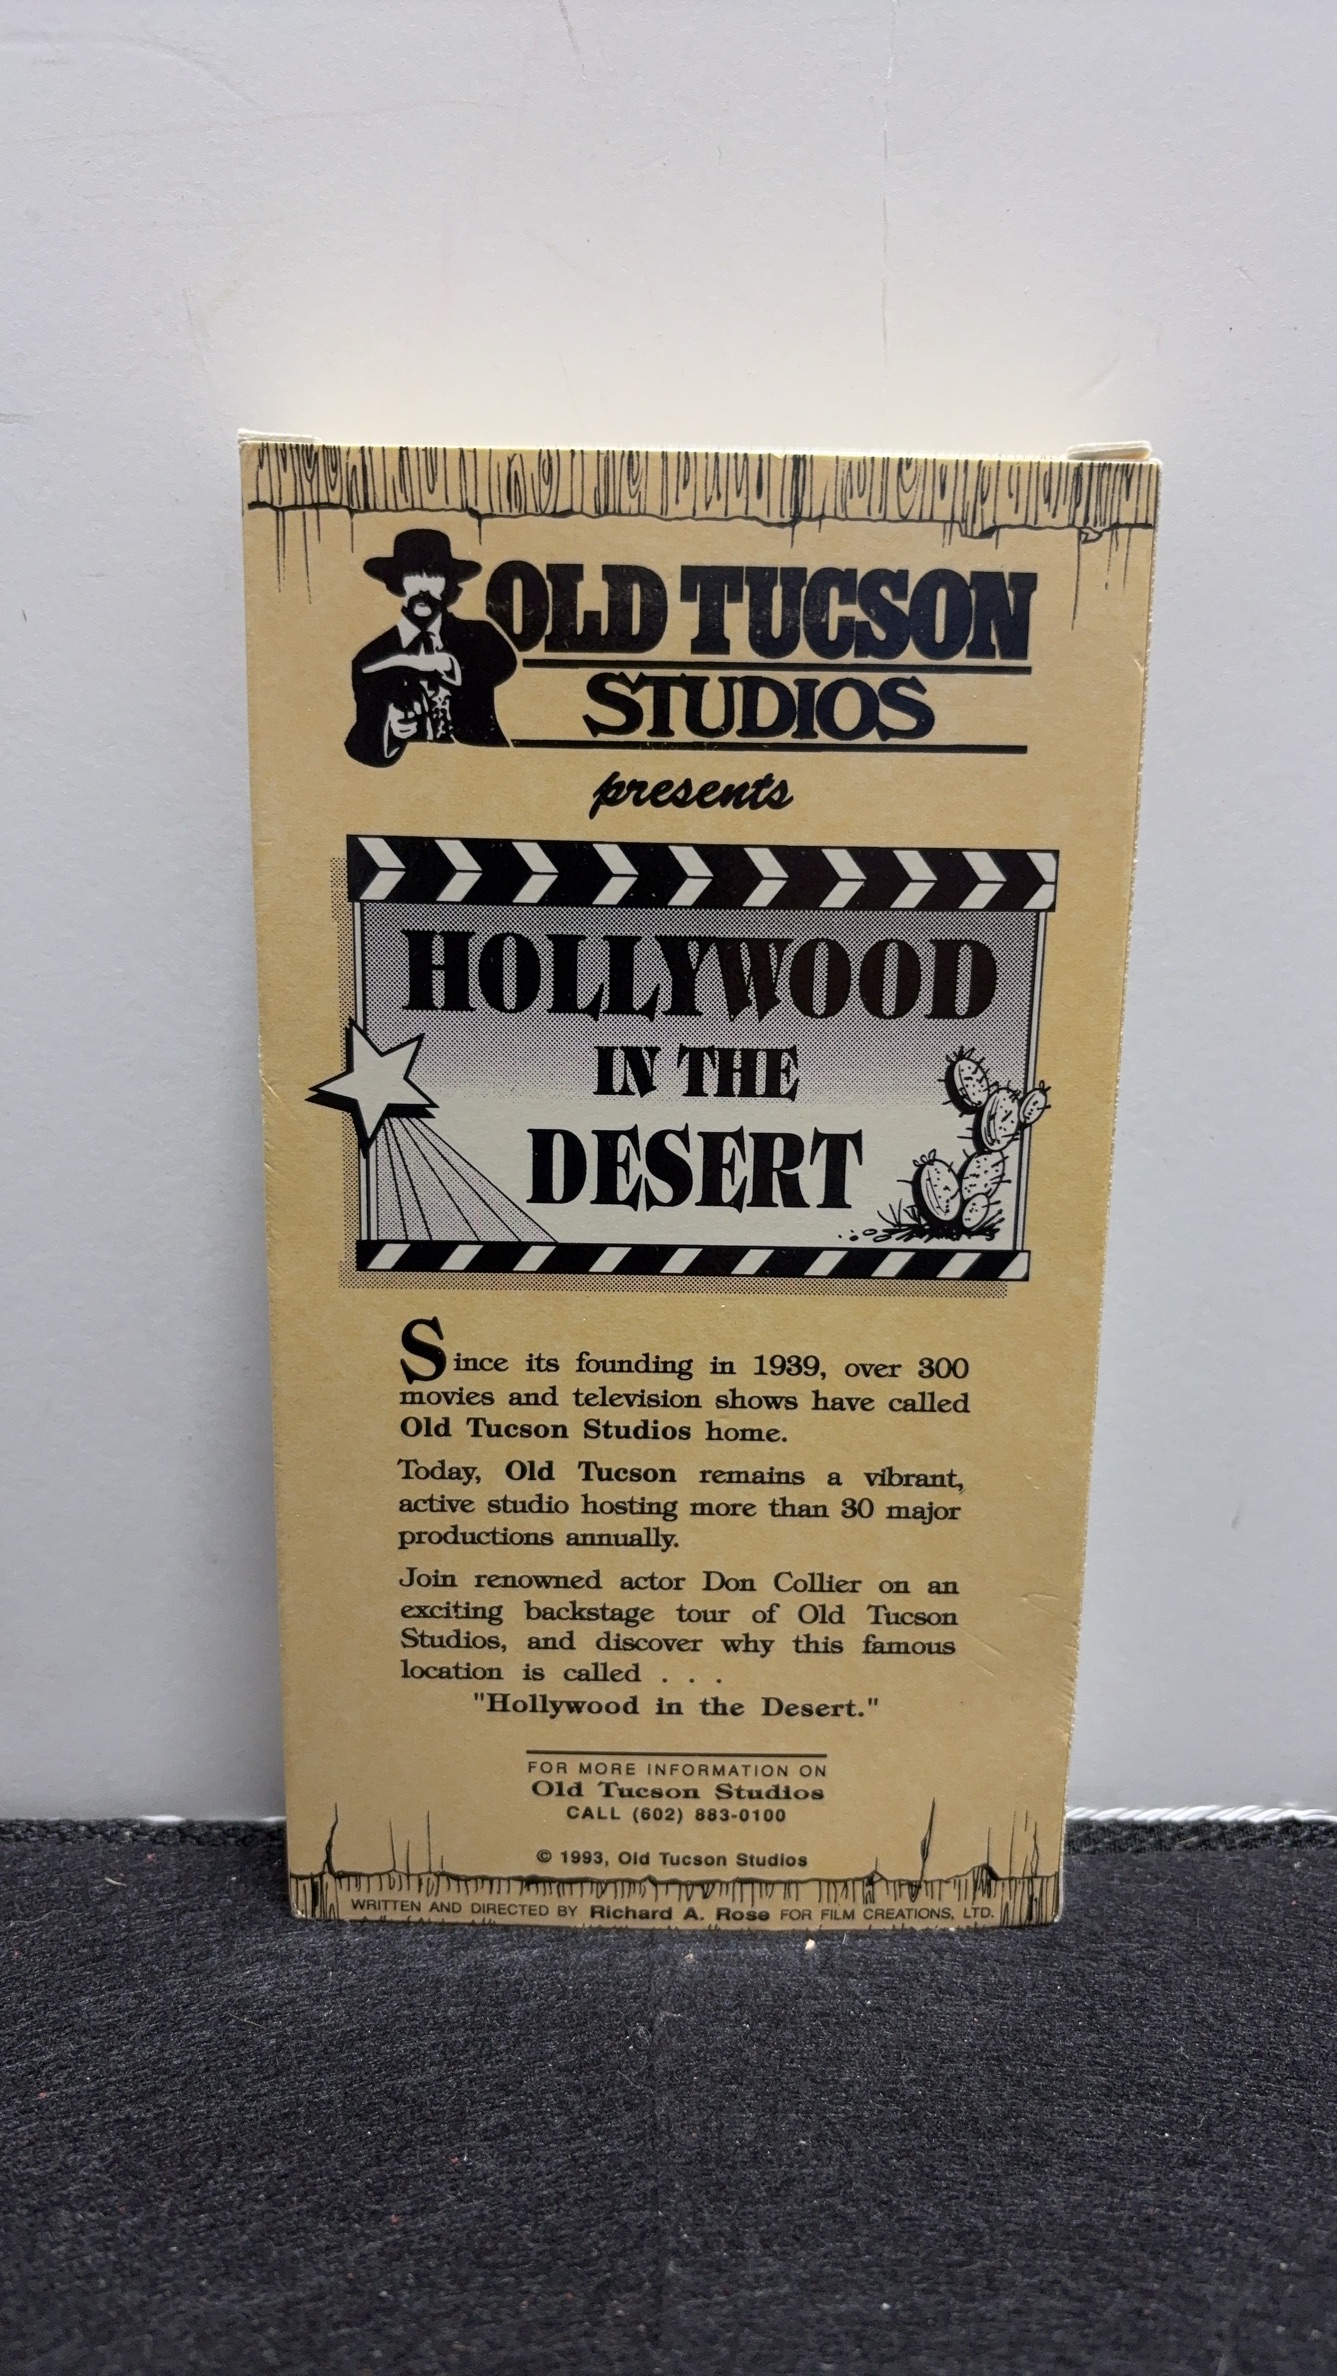 OLD TUCSON
STUDIOS
presents
HOLLYWOOD
IN THE
DESERT
Since its founding in 1939, over 300
movies and television shows have called
Old Tucson Studios home.
Today, Old Tucson remains a vibrant,
active studio hosting more than 30 major
productions annually.
Join renowned actor Don Collier on an
exciting backstage tour of Old Tucson
Studios, and discover why this famous
location is called . . .
"Hollywood in the Desert."
FOR MORE INFORMATION ON
Old Tucson Studios
CALL (602) 883-0100
© 1993, Old Tucson Studios
WRITTEN AND DIRECTED BY Richard A. Rose FOR FILM CREATIONS, LTD.